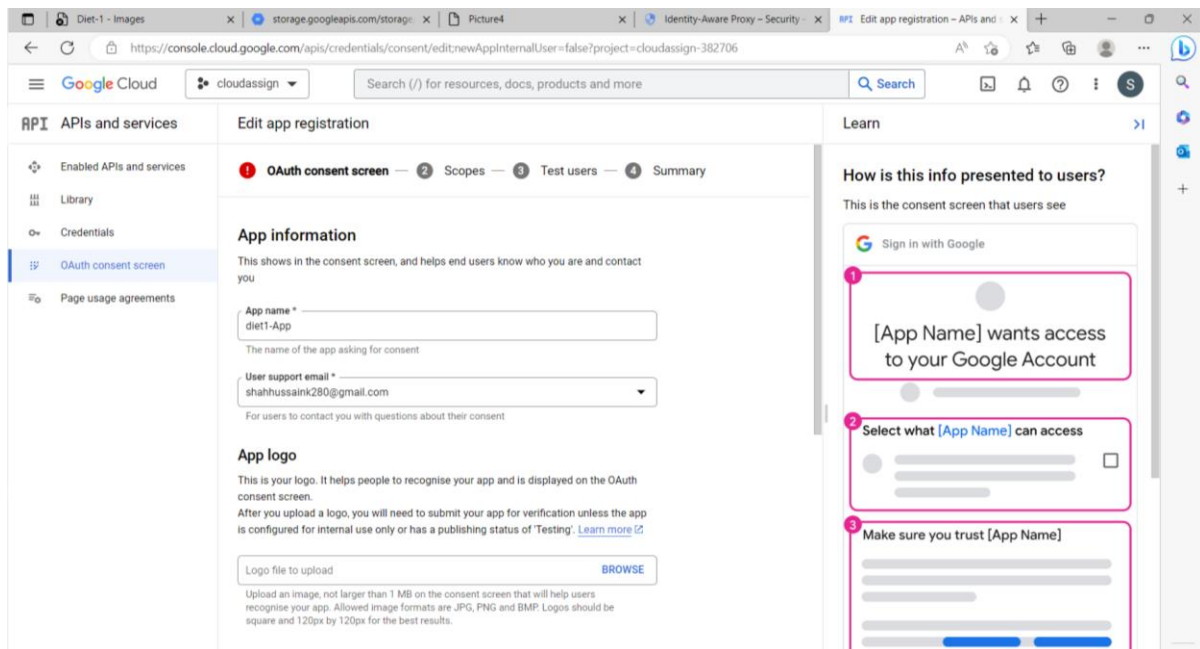 Diet-1 - Images
storage.googleapis.com/storage
Picture4
Identity-Aware Proxy – Security -
API Edit app registration – APIs and s
https://console.cloud.google.com/apis/credentials/consent/edit;newAppInternalUser=false?project=cloudassign-382706
Google Cloud
cloudassign
Search (/) for resources, docs, products and more
Search
S
API APIs and services
Enabled APIs and services
Library
Credentials
OAuth consent screen
Page usage agreements
Edit app registration
! OAuth consent screen — 2 Scopes — 3 Test users — 4 Summary
App information
This shows in the consent screen, and helps end users know who you are and contact
you
App name *
diet1-App
The name of the app asking for consent
User support email *
shahhussaink280@gmail.com
For users to contact you with questions about their consent
App logo
This is your logo. It helps people to recognise your app and is displayed on the OAuth
consent screen.
After you upload a logo, you will need to submit your app for verification unless the app
is configured for internal use only or has a publishing status of 'Testing'. Learn more
Logo file to upload
BROWSE
Upload an image, not larger than 1 MB on the consent screen that will help users
recognise your app. Allowed image formats are JPG, PNG and BMP. Logos should be
square and 120px by 120px for the best results.
Learn
How is this info presented to users?
This is the consent screen that users see
G Sign in with Google
1
[App Name] wants access
to your Google Account
2
Select what [App Name] can access
3
Make sure you trust [App Name]